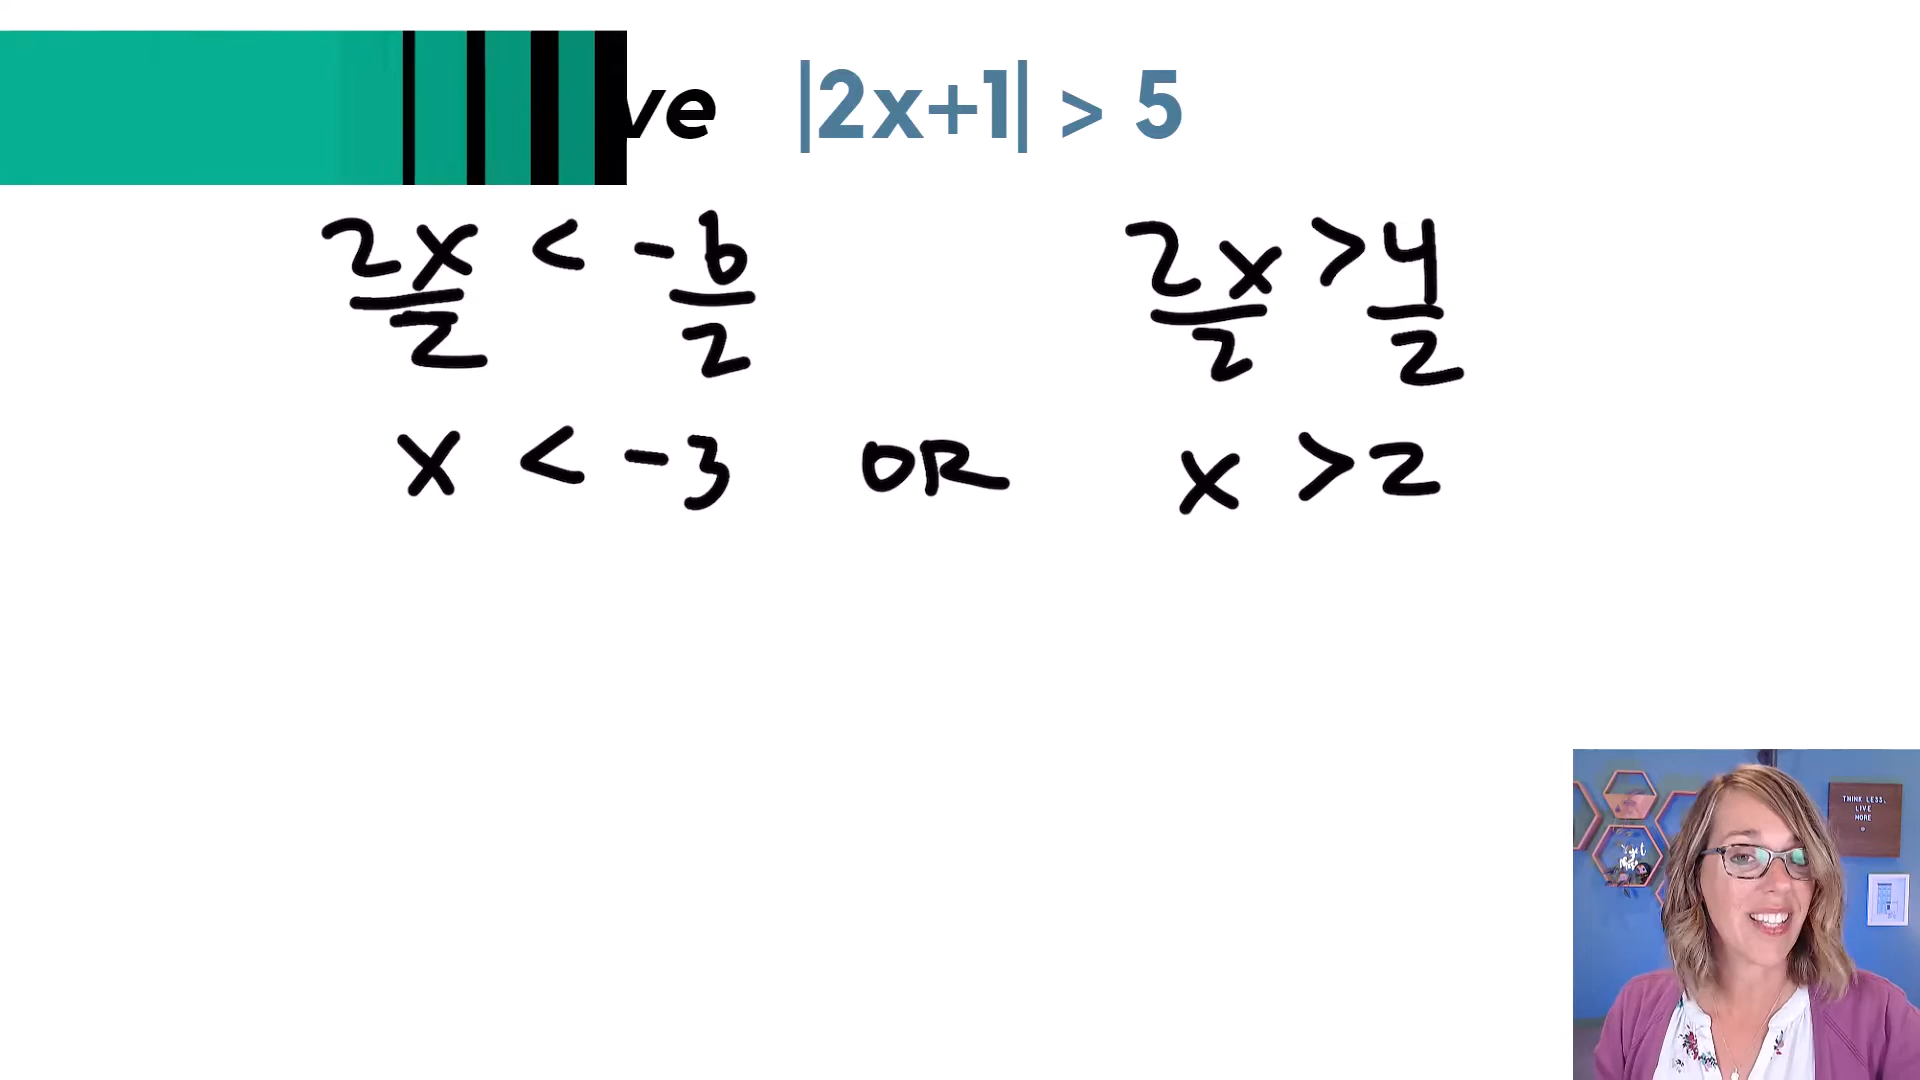 ve |2x+1| > 5
2x < -6 2x > 4
2 2 2 2
x < -3 OR x > 2
THINK LESS,
LIVE
MORE